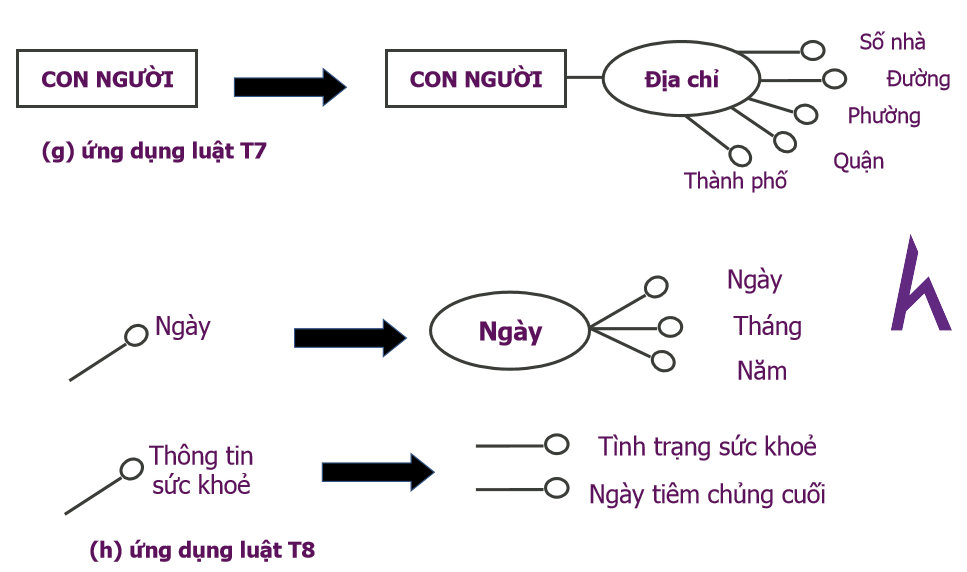 CON NGƯỜI
CON NGƯỜI
Địa chỉ
Số nhà
Đường
Phường
Quận
Thành phố
(g) ứng dụng luật T7
Ngày
Ngày
Ngày
Tháng
Năm
Thông tin
sức khoẻ
Tình trạng sức khoẻ
Ngày tiêm chủng cuối
(h) ứng dụng luật T8